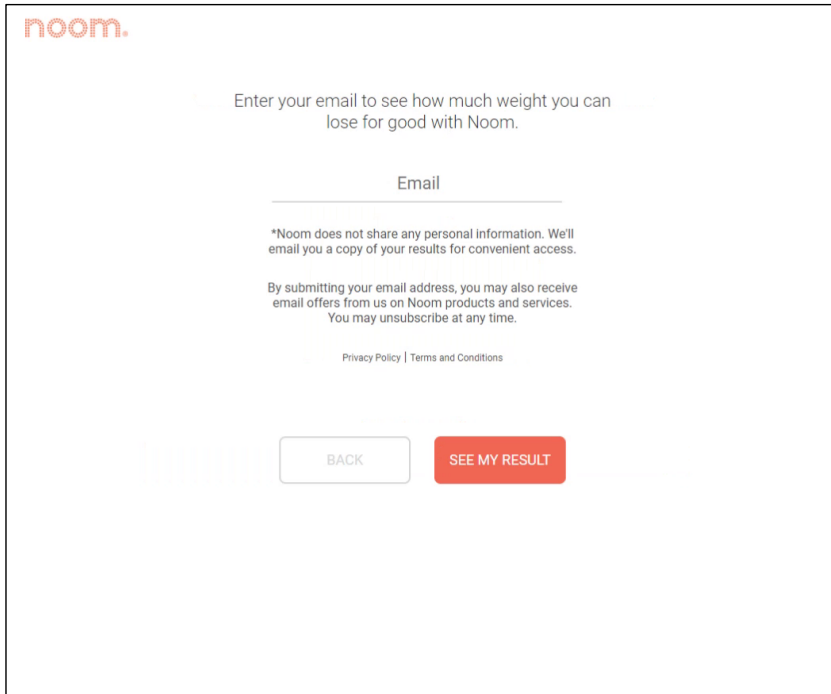 noom.
Enter your email to see how much weight you can
lose for good with Noom.
Email
*Noom does not share any personal information. We'll
email you a copy of your results for convenient access.
By submitting your email address, you may also receive
email offers from us on Noom products and services.
You may unsubscribe at any time.
Privacy Policy | Terms and Conditions
BACK
SEE MY RESULT